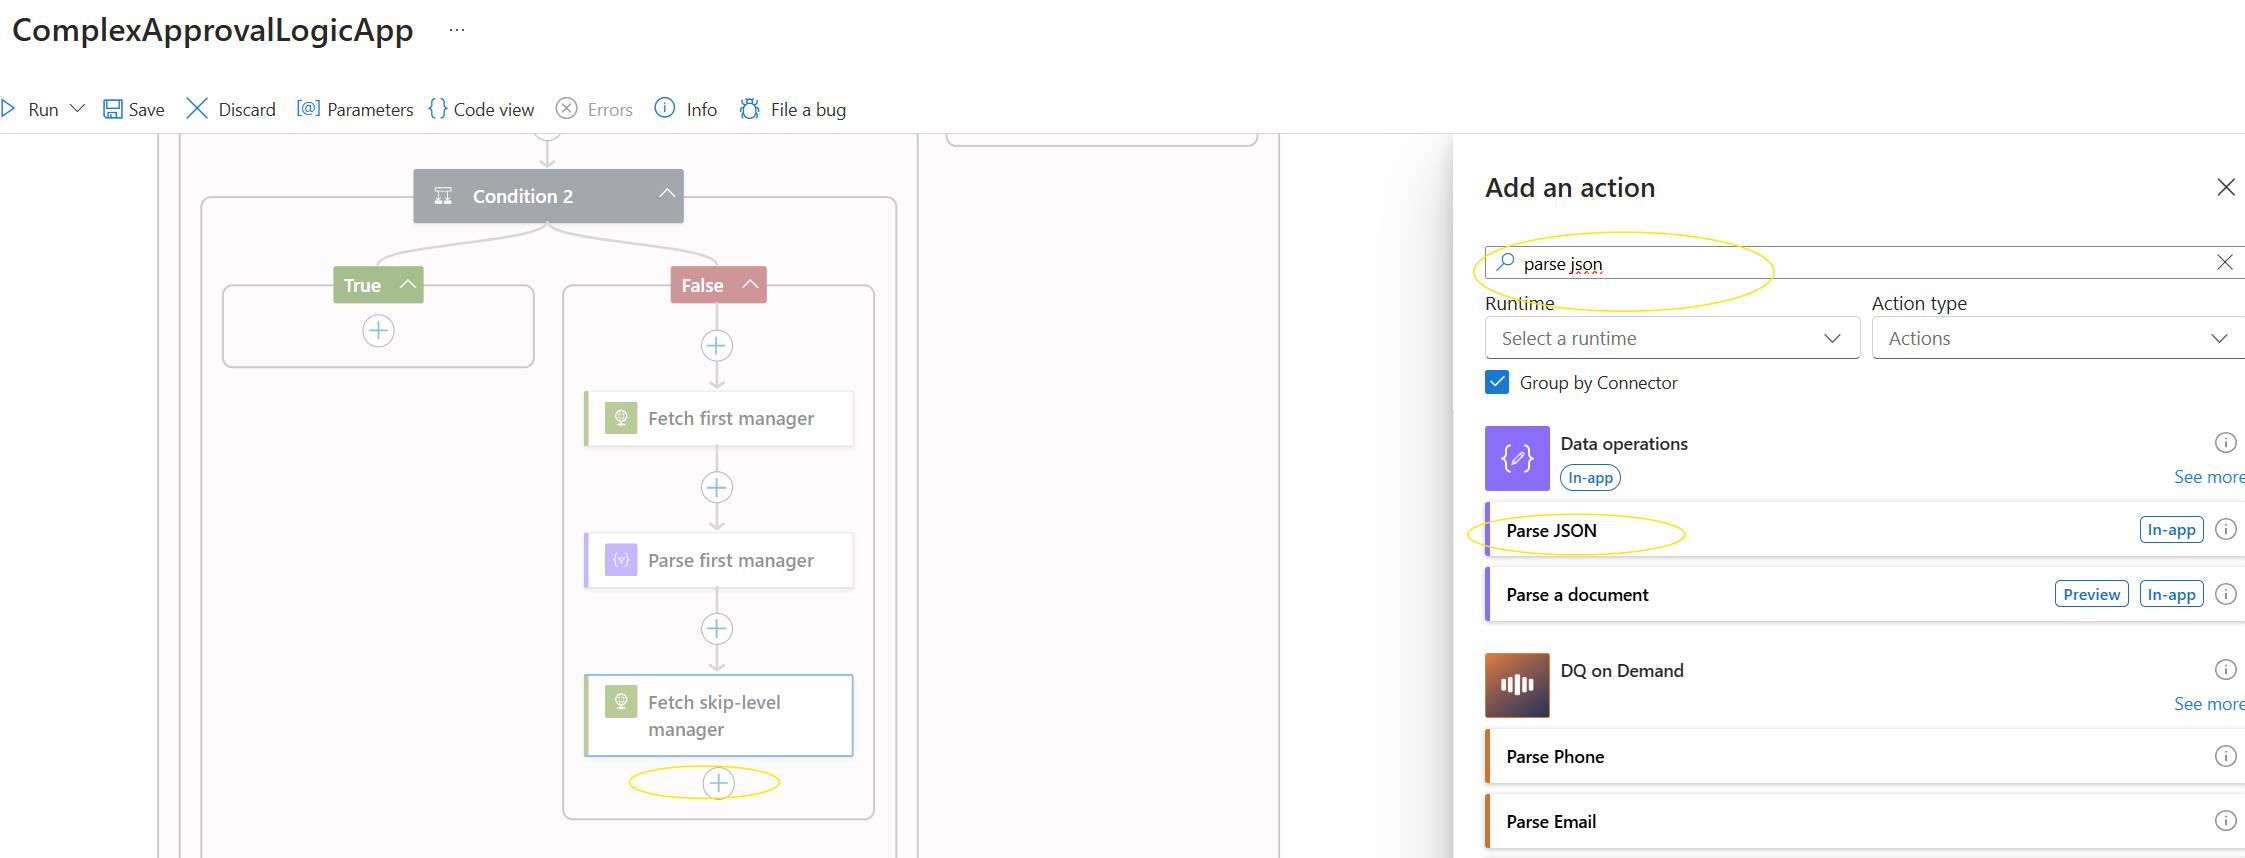 ComplexApprovalLogicApp ...
Run Save Discard Parameters Code view Errors Info File a bug
Condition 2
True
False
Fetch first manager
Parse first manager
Fetch skip-level
manager
Add an action
parse json
Runtime Action type
Select a runtime Actions
Group by Connector
Data operations
In-app
See more
Parse JSON In-app
Parse a document Preview In-app
DQ on Demand
See more
Parse Phone
Parse Email